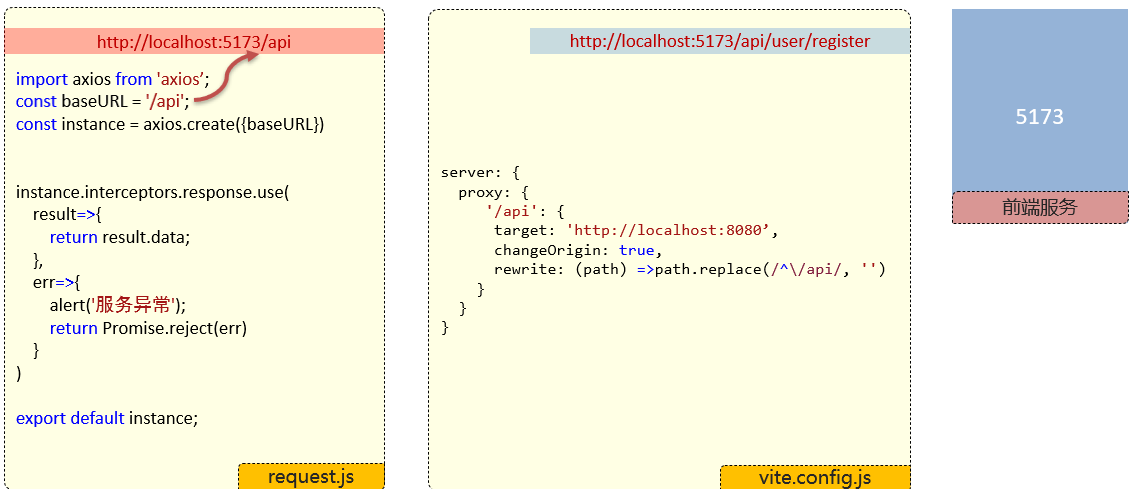 http://localhost:5173/api
import axios from 'axios’;
const baseURL = '/api';
const instance = axios.create({baseURL})
instance.interceptors.response.use(
result=>{
return result.data;
},
err=>{
alert('服务异常');
return Promise.reject(err)
}
)
export default instance;
request.js
http://localhost:5173/api/user/register
server: {
proxy: {
'/api': {
target: 'http://localhost:8080’,
changeOrigin: true,
rewrite: (path) =>path.replace(/^\/api/, '')
}
}
}
vite.config.js
5173
前端服务